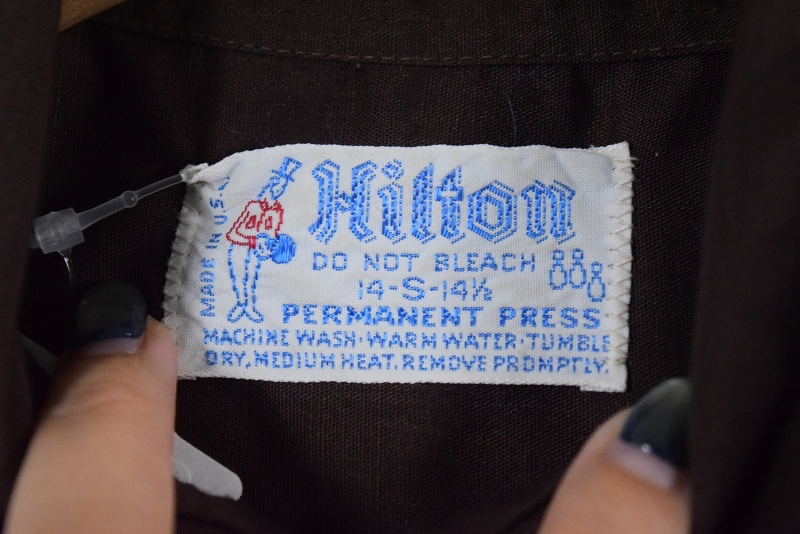 Hilton
MADE IN U.S.A.
DO NOT BLEACH
14-S-14½
PERMANENT PRESS
MACHINE WASH·WARM WATER·TUMBLE
DRY, MEDIUM HEAT. REMOVE PROMPTLY.